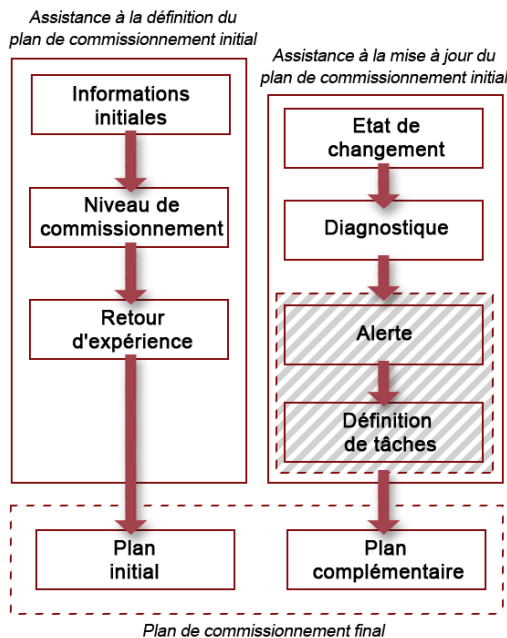 Assistance à la définition du
plan de commissionnement initial
Informations
initiales
Niveau de
commissionnement
Retour
d'expérience
Assistance à la mise à jour du
plan de commissionnement initial
Etat de
changement
Diagnostique
Alerte
Définition
de tâches
Plan
initial
Plan
complémentaire
Plan de commissionnement final